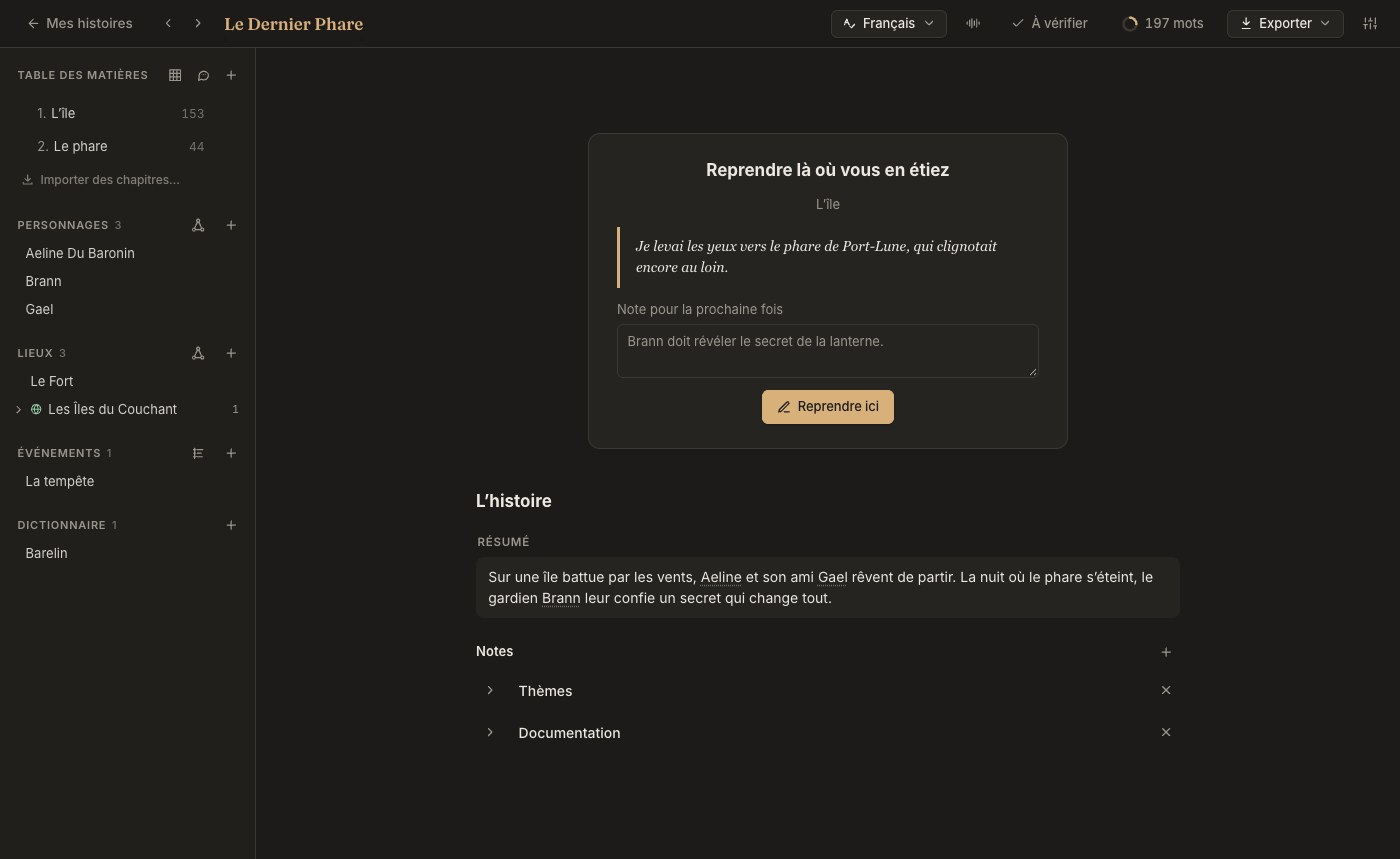 Mes histoires
Le Dernier Phare
Français
À vérifier
197 mots
Exporter
TABLE DES MATIÈRES
1. L’île 153
2. Le phare 44
Importer des chapitres...
PERSONNAGES 3
Aeline Du Baronin
Brann
Gael
LIEUX 3
Le Fort
Les Îles du Couchant 1
ÉVÉNEMENTS 1
La tempête
DICTIONNAIRE 1
Barelin
Reprendre là où vous en étiez
L’île
Je levai les yeux vers le phare de Port-Lune, qui clignotait
encore au loin.
Note pour la prochaine fois
Brann doit révéler le secret de la lanterne.
Reprendre ici
L’histoire
RÉSUMÉ
Sur une île battue par les vents, Aeline et son ami Gael rêvent de partir. La nuit où le phare s’éteint, le
gardien Brann leur confie un secret qui change tout.
Notes
Thèmes
Documentation